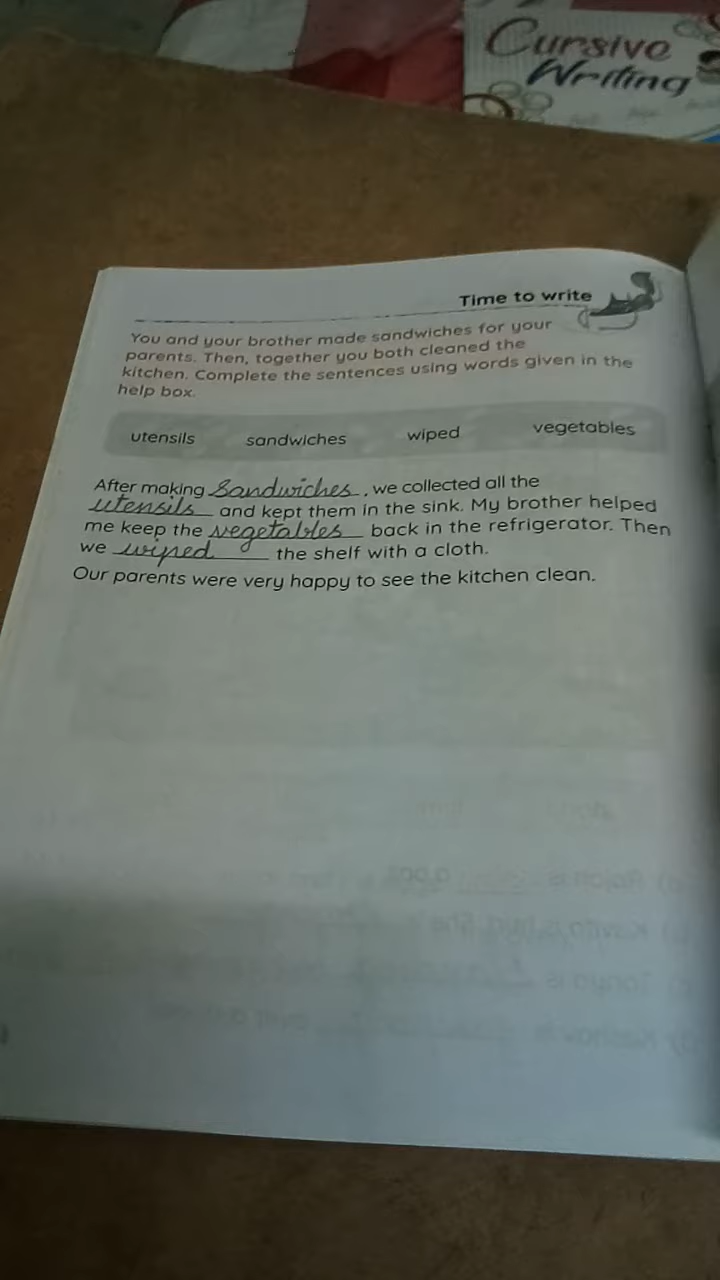 Cursive
Writing
Time to write
You and your brother made sandwiches for your
parents. Then, together you both cleaned the
kitchen. Complete the sentences using words given in the
help box.
utensils sandwiches wiped vegetables
After making Sandwiches, we collected all the
utensils and kept them in the sink. My brother helped
me keep the vegetables back in the refrigerator. Then
we wiped the shelf with a cloth.
Our parents were very happy to see the kitchen clean.